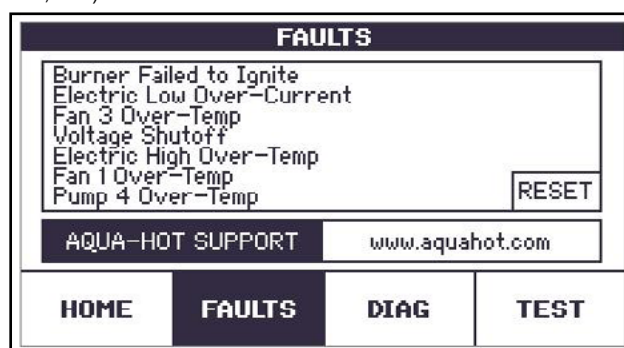 FAULTS
Burner Failed to Ignite
Electric Low Over-Current
Fan 3 Over-Temp
Voltage Shutoff
Electric High Over-Temp
Fan 1 Over-Temp
Pump 4 Over-Temp
RESET
AQUA-HOT SUPPORT www.aquahot.com
HOME FAULTS DIAG TEST